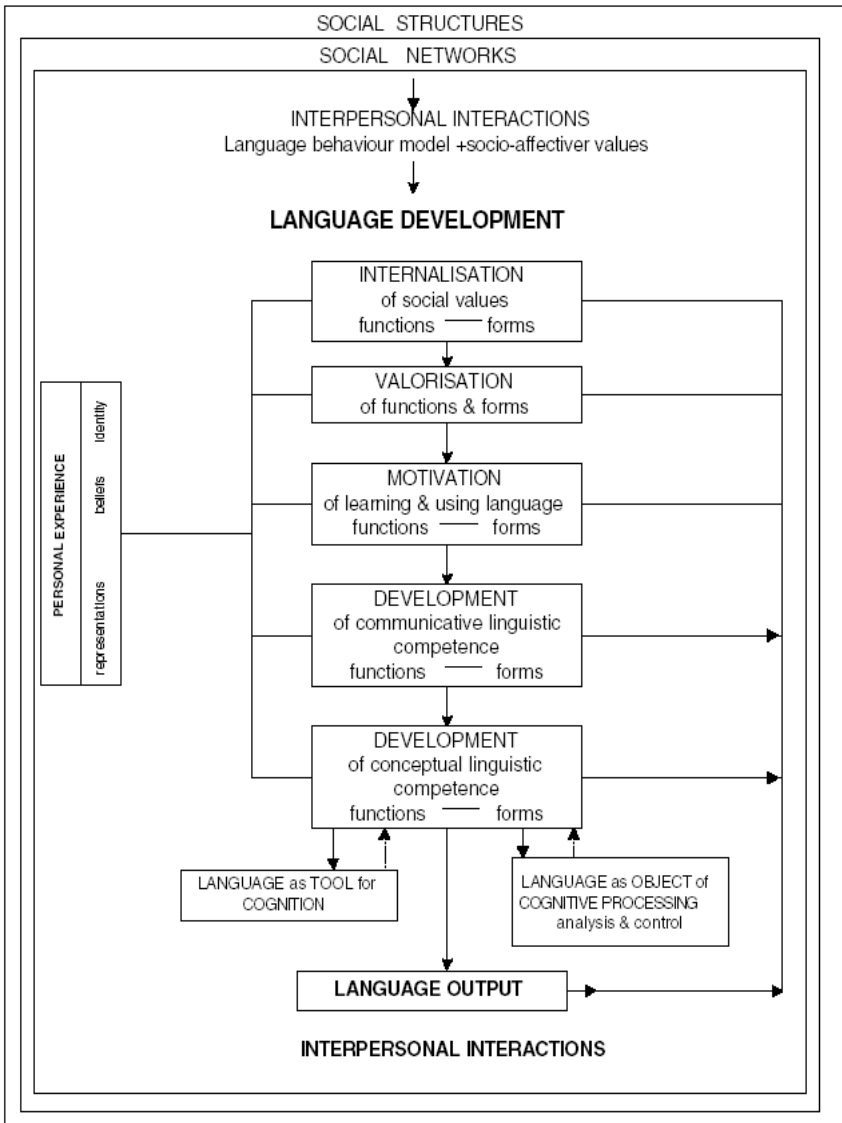 SOCIAL STRUCTURES
SOCIAL NETWORKS
INTERPERSONAL INTERACTIONS
Language behaviour model +socio-affectiver values
LANGUAGE DEVELOPMENT
INTERNALISATION
of social values
functions — forms
VALORISATION
of functions & forms
MOTIVATION
of learning & using language
functions — forms
DEVELOPMENT
of communicative linguistic
competence
functions — forms
DEVELOPMENT
of conceptual linguistic
competence
functions — forms
PERSONAL EXPERIENCE
representations beliefs Identity
LANGUAGE as TOOL for
COGNITION
LANGUAGE as OBJECT of
COGNITIVE PROCESSING
analysis & control
LANGUAGE OUTPUT
INTERPERSONAL INTERACTIONS